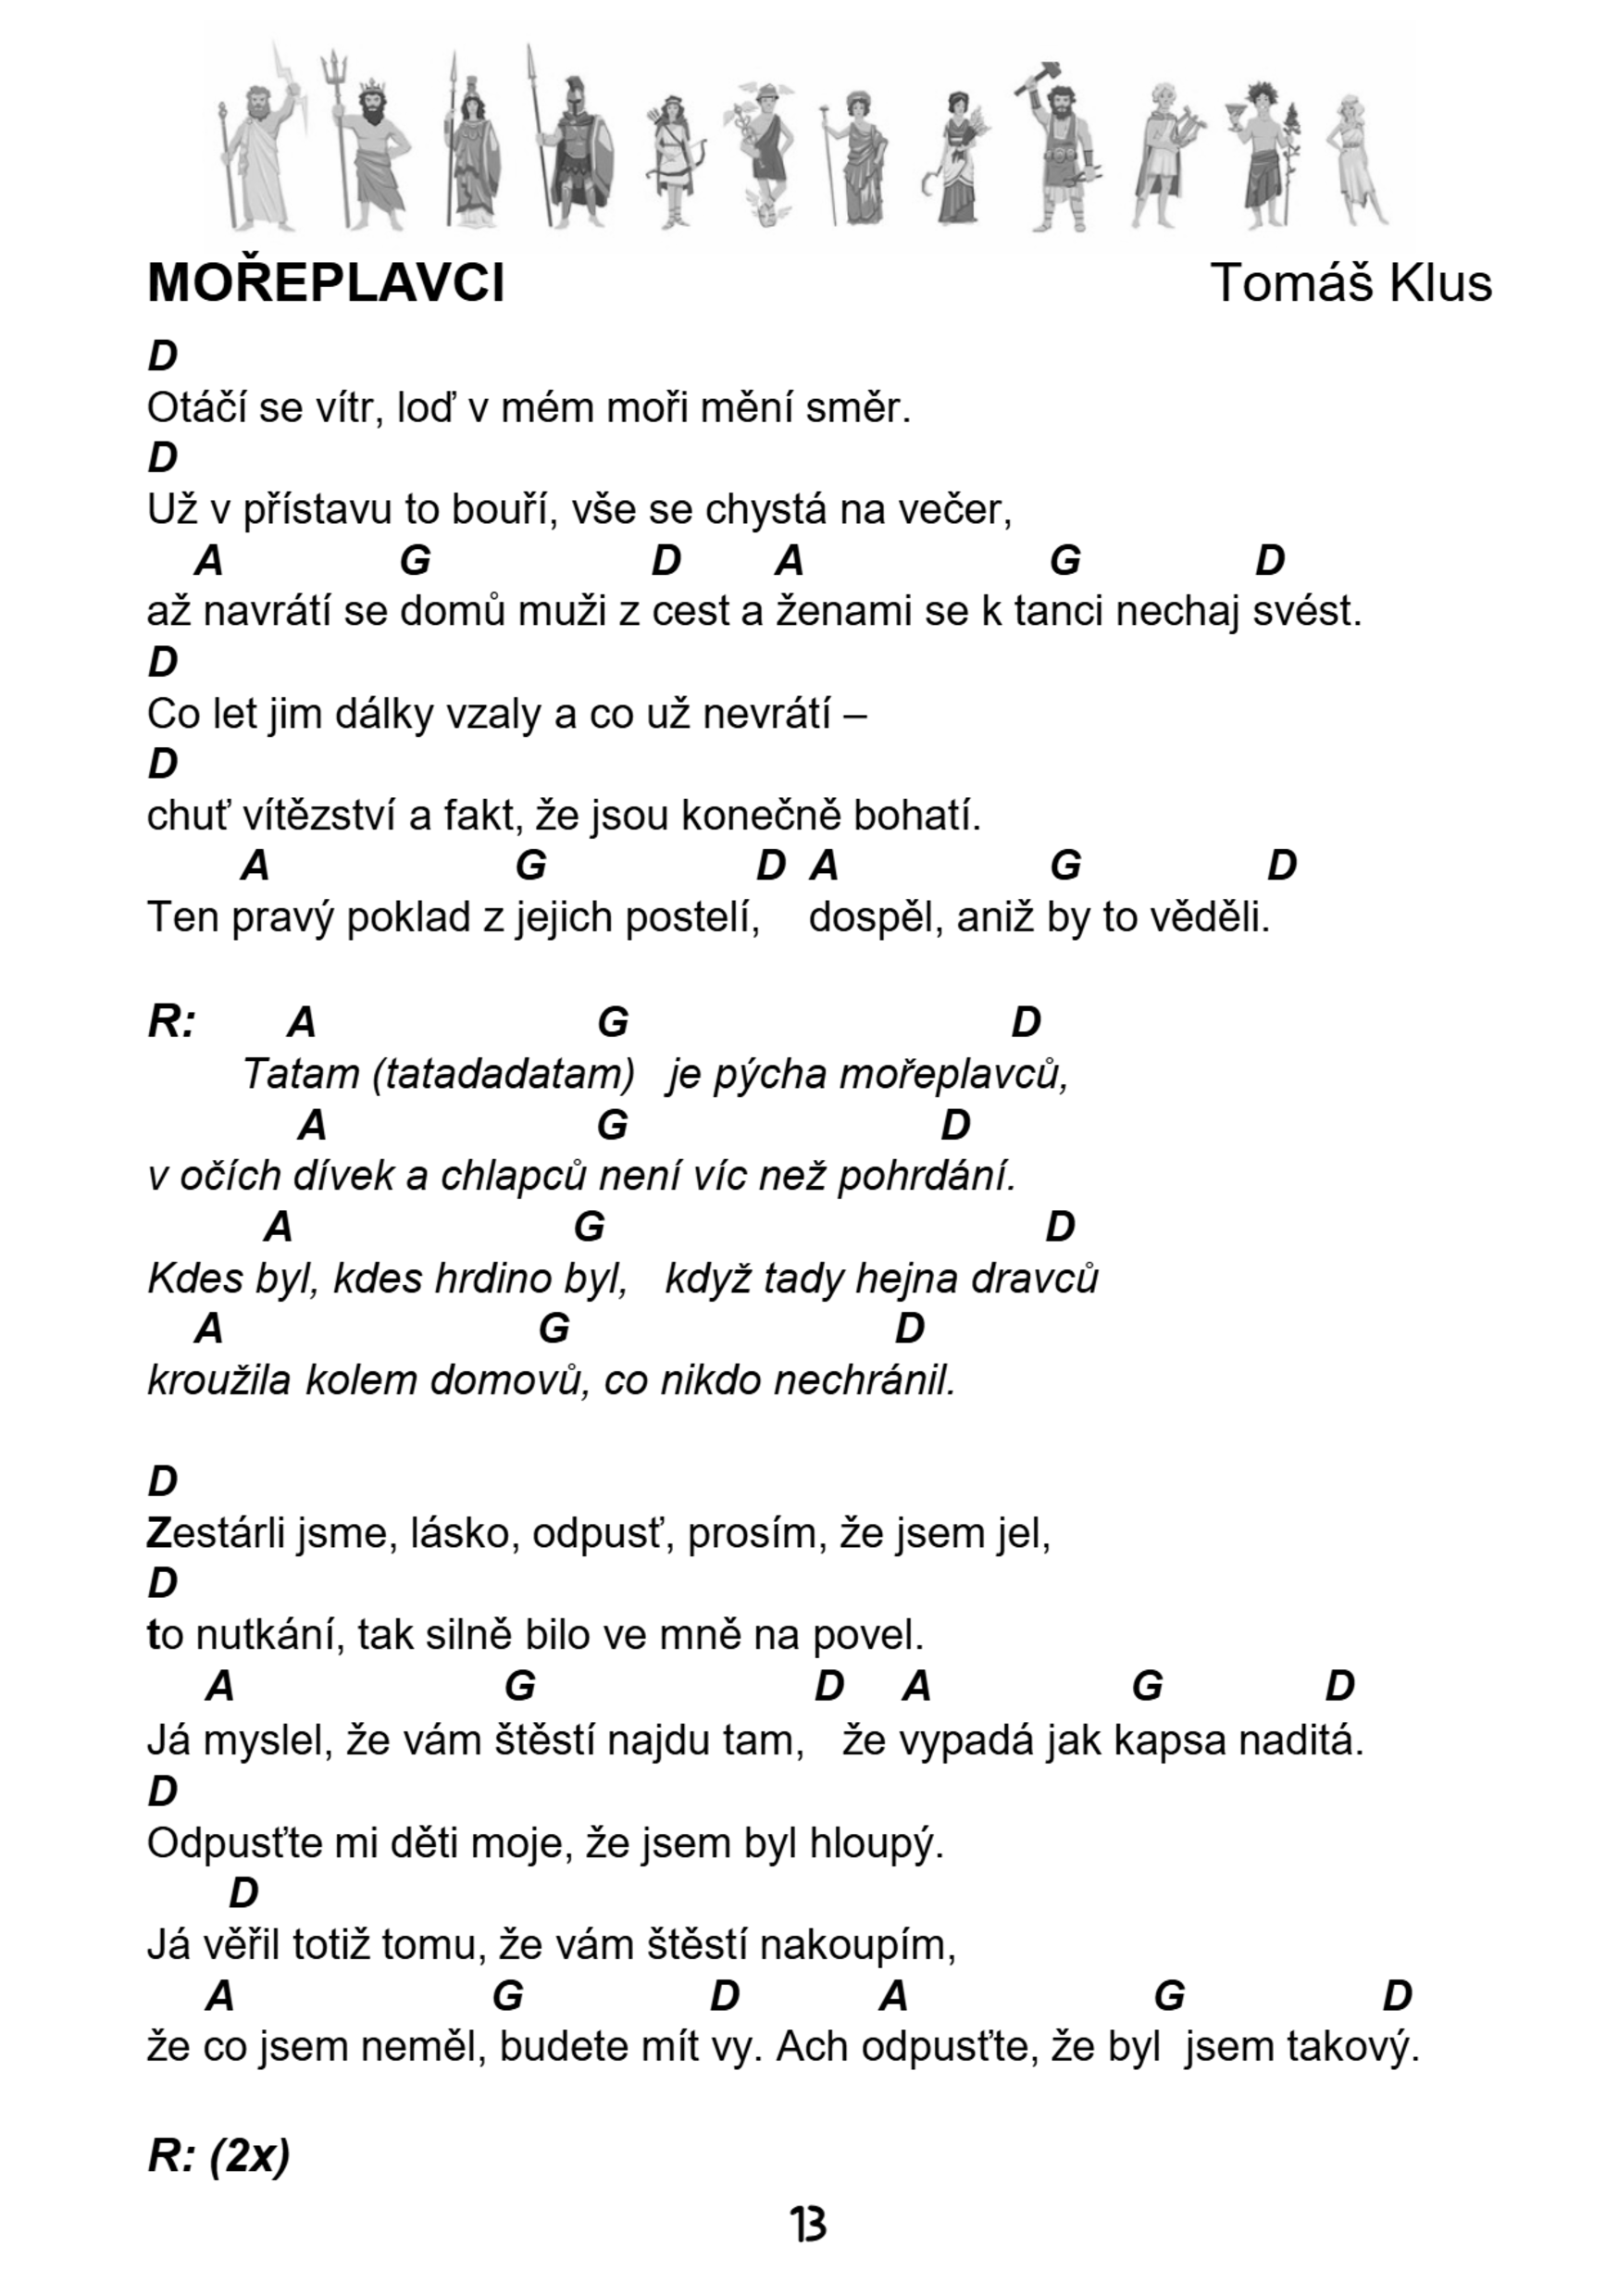 MOŘEPLAVCI Tomáš Klus
D
Otáčí se vítr, loď v mém moři mění směr.
D
Už v přístavu to bouří, vše se chystá na večer,
A G D A G D
až navrátí se domů muži z cest a ženami se k tanci nechaj svést.
D
Co let jim dálky vzaly a co už nevrátí –
D
chuť vítězství a fakt, že jsou konečně bohatí.
A G D A G D
Ten pravý poklad z jejich postelí, dospěl, aniž by to věděli.
R: A G D
Tatam (tatadadatam) je pýcha mořeplavců,
A G D
v očích dívek a chlapců není víc než pohrdání.
A G D
Kdes byl, kdes hrdino byl, když tady hejna dravců
A G D
kroužila kolem domovů, co nikdo nechránil.
D
Zestárli jsme, lásko, odpusť, prosím, že jsem jel,
D
to nutkání, tak silně bilo ve mně na povel.
A G D A G D
Já myslel, že vám štěstí najdu tam, že vypadá jak kapsa naditá.
D
Odpusťte mi děti moje, že jsem byl hloupý.
D
Já věřil totiž tomu, že vám štěstí nakoupím,
A G D A G D
že co jsem neměl, budete mít vy. Ach odpusťte, že byl jsem takový.
R: (2x)
13